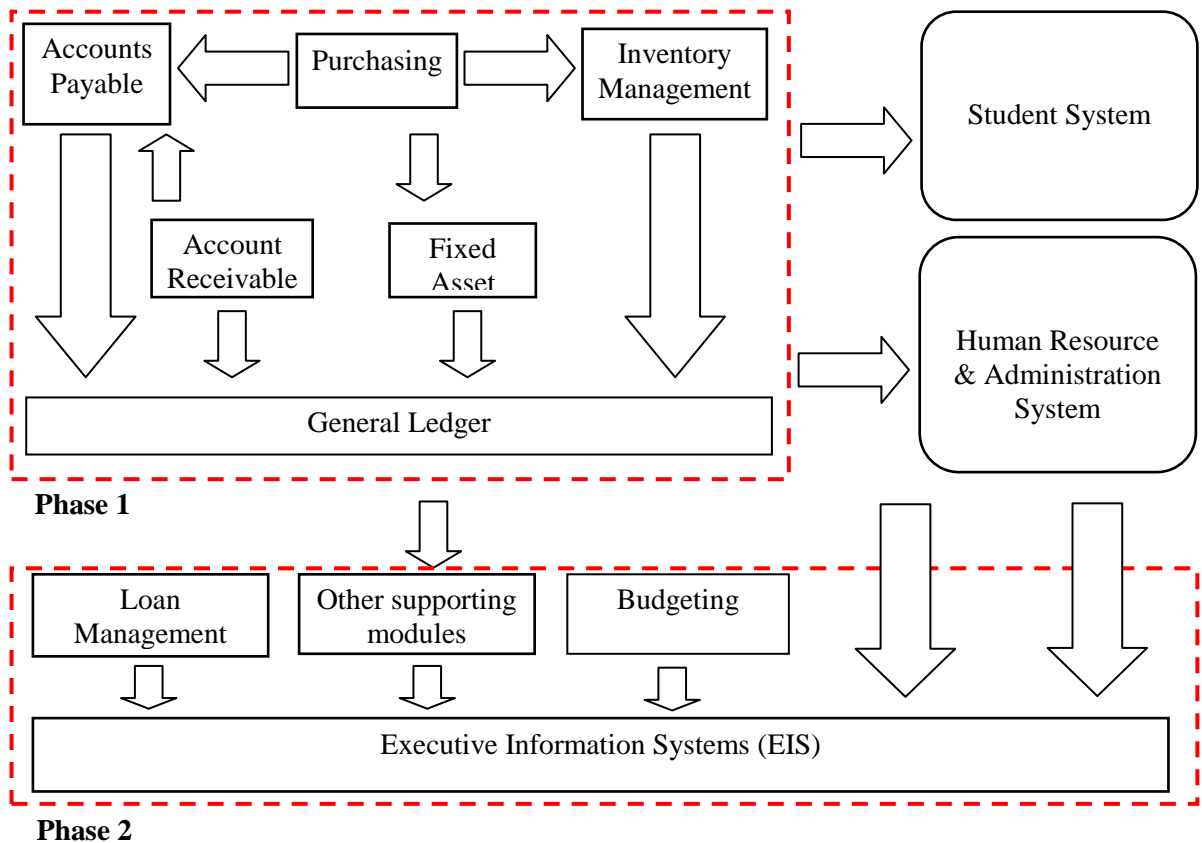 Accounts
Payable
Purchasing
Inventory
Management
Student System
Account
Receivable
Fixed
Asset
Human Resource
& Administration
System
General Ledger
Phase 1
Loan
Management
Other supporting
modules
Budgeting
Executive Information Systems (EIS)
Phase 2